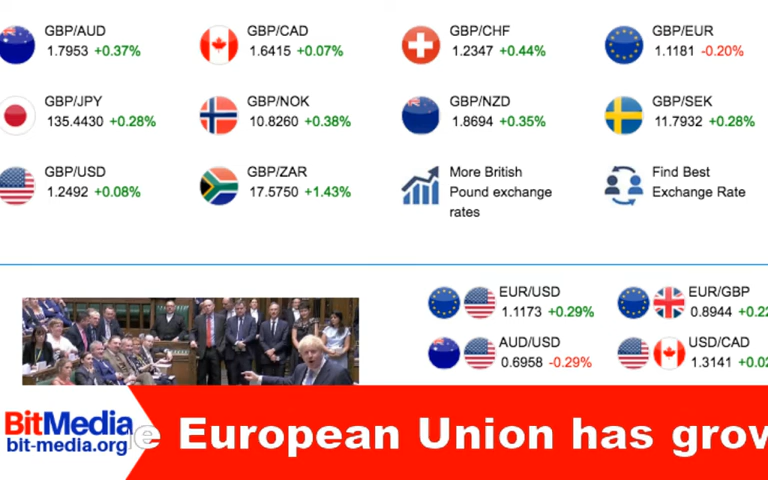 GBP/AUD
1.7953 +0.37%
GBP/CAD
1.6415 +0.07%
GBP/CHF
1.2347 +0.44%
GBP/EUR
1.1181 -0.20%
GBP/JPY
135.4430 +0.28%
GBP/NOK
10.8260 +0.38%
GBP/NZD
1.8694 +0.35%
GBP/SEK
11.7932 +0.28%
GBP/USD
1.2492 +0.08%
GBP/ZAR
17.5750 +1.43%
More British
Pound exchange
rates
Find Best
Exchange Rate
EUR/USD
1.1173 +0.29%
EUR/GBP
0.8944 +0.22
AUD/USD
0.6958 -0.29%
USD/CAD
1.3141 +0.02
BitMedia
bit-media.org
e European Union has grov